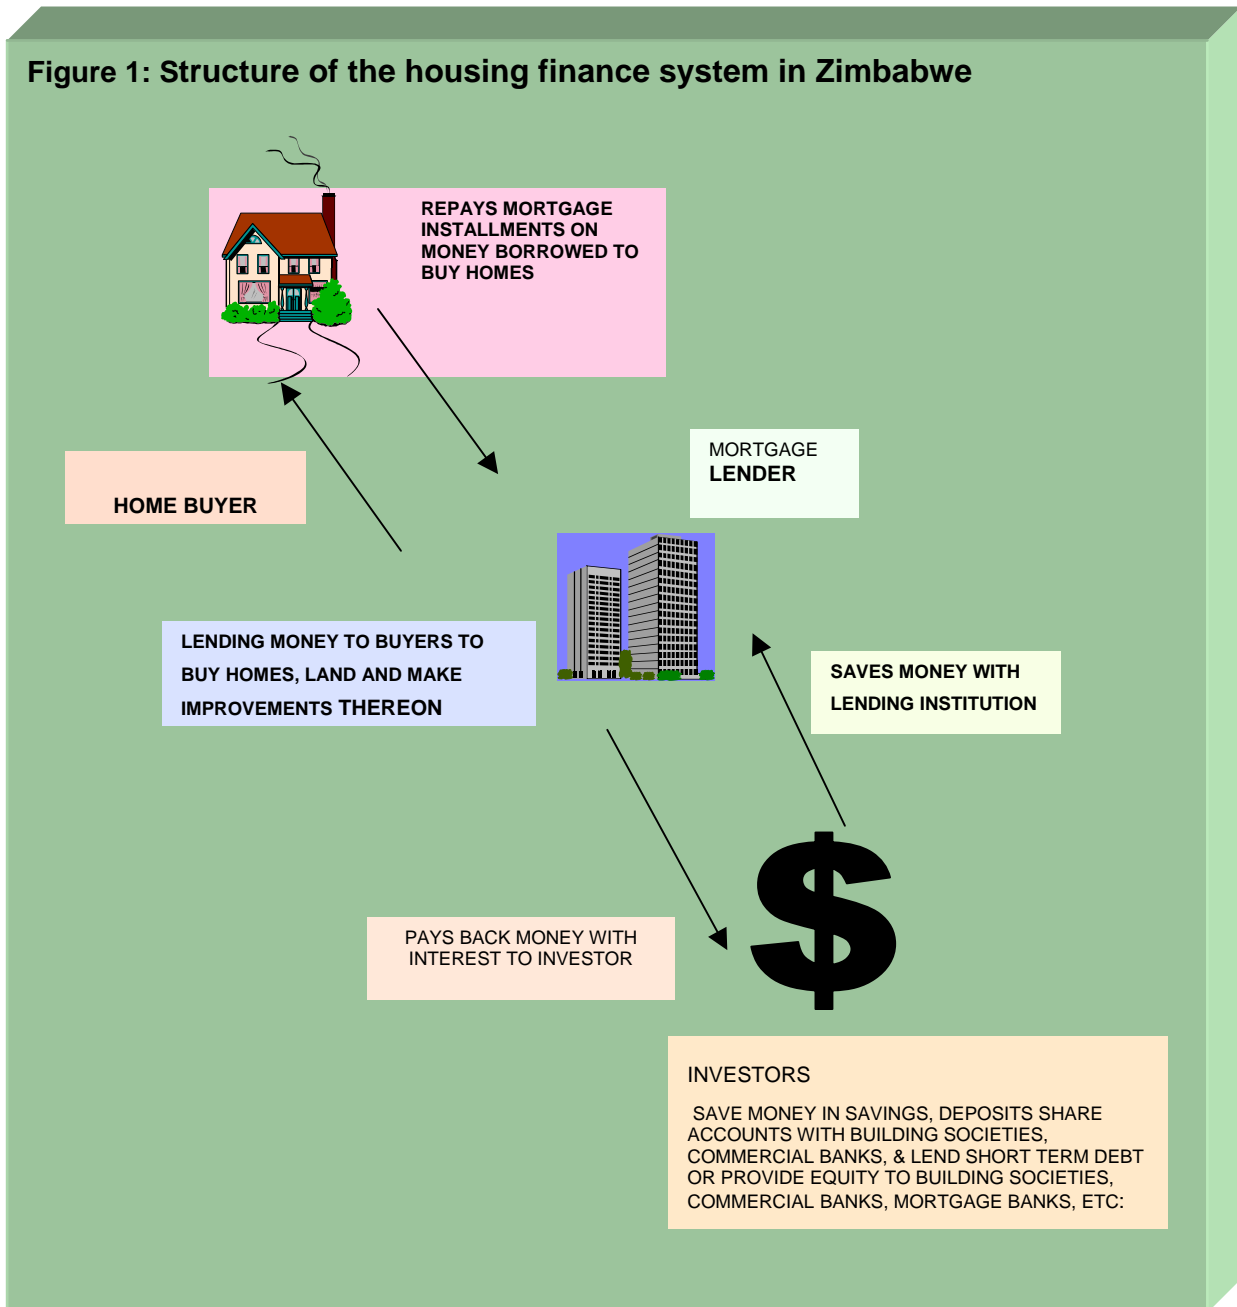 Figure 1: Structure of the housing finance system in Zimbabwe
REPAYS MORTGAGE
INSTALLMENTS ON
MONEY BORROWED TO
BUY HOMES
MORTGAGE
LENDER
HOME BUYER
LENDING MONEY TO BUYERS TO
BUY HOMES, LAND AND MAKE
IMPROVEMENTS THEREON
SAVES MONEY WITH
LENDING INSTITUTION
$
PAYS BACK MONEY WITH
INTEREST TO INVESTOR
INVESTORS
SAVE MONEY IN SAVINGS, DEPOSITS SHARE
ACCOUNTS WITH BUILDING SOCIETIES,
COMMERCIAL BANKS, & LEND SHORT TERM DEBT
OR PROVIDE EQUITY TO BUILDING SOCIETIES,
COMMERCIAL BANKS, MORTGAGE BANKS, ETC: